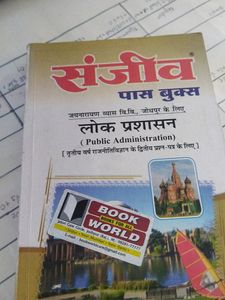 संजीव
पास बुक्स
जयनारायण व्यास वि.वि., जोधपुर के लिए
लोक प्रशासन
( Public Administration )
[ तृतीय वर्ष राजनीतिविज्ञान के द्वितीय प्रश्न-पत्र के लिए ]
BOOK
WORLD